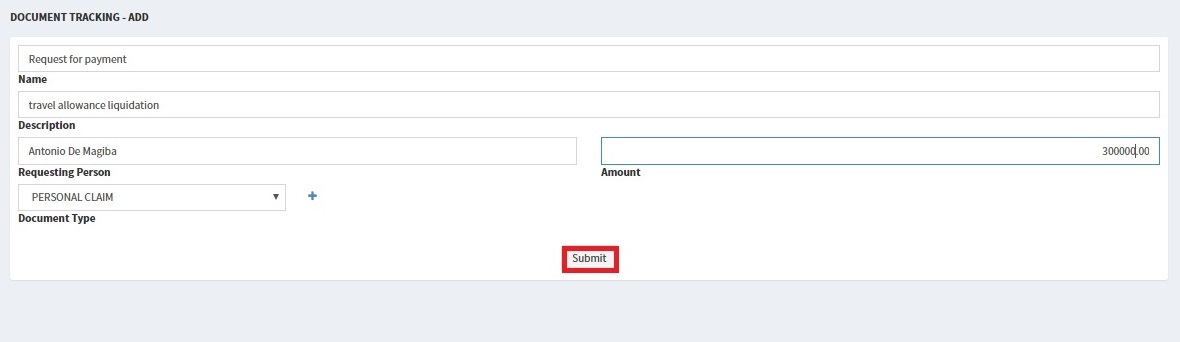 DOCUMENT TRACKING - ADD
Request for payment
Name
travel allowance liquidation
Description
Antonio De Magiba 300000.00
Requesting Person Amount
PERSONAL CLAIM
Document Type
Submit